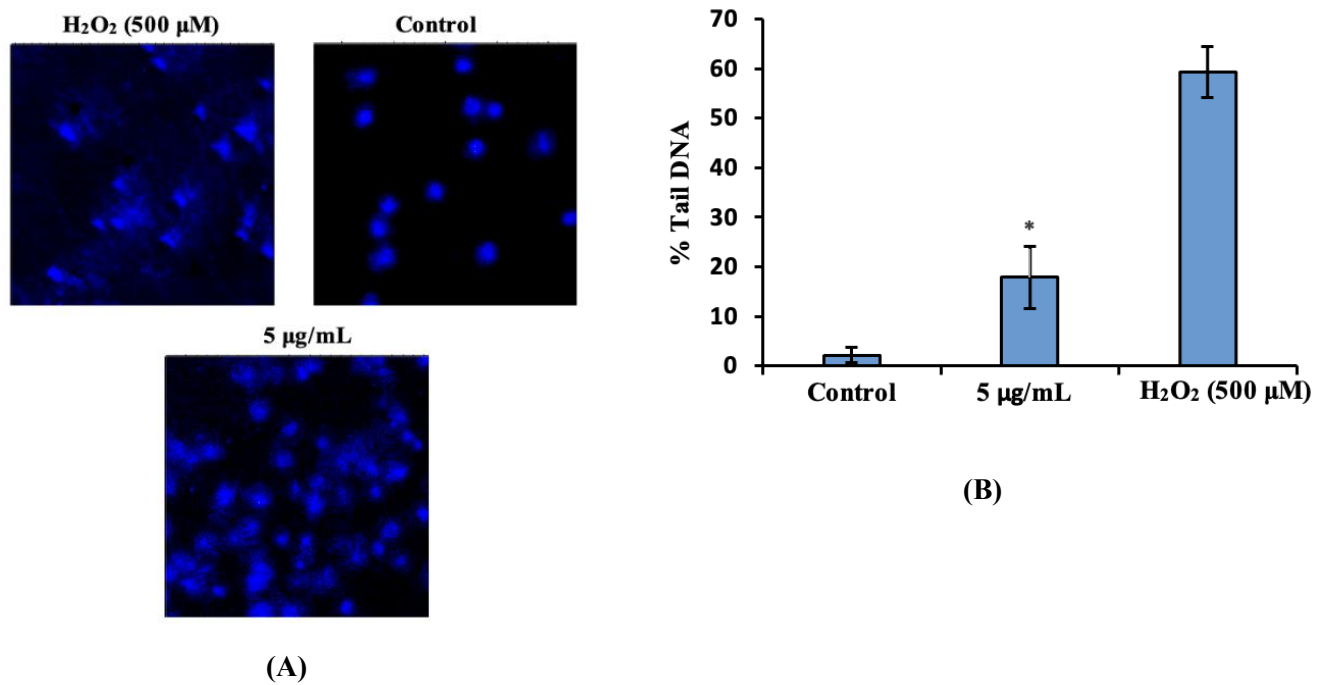 H₂O₂ (500 µM)
Control
5 µg/mL
(A)
70
60
50
40
30
20
10
0
% Tail DNA
*
Control
5 µg/mL
H₂O₂ (500 µM)
(B)